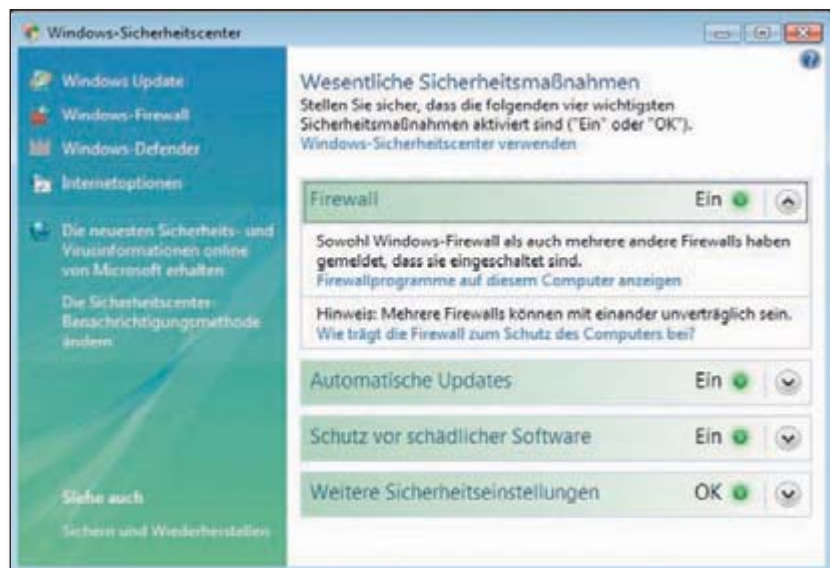 Windows-Sicherheitscenter
Windows Update
Windows-Firewall
Windows-Defender
Internetoptionen
Die neuesten Sicherheits- und
Virusinformationen online
von Microsoft erhalten
Die Sicherheitscenter-
Benachrichtigungsmethode
ändern
Siehe auch
Sichern und Wiederherstellen
Wesentliche Sicherheitsmaßnahmen
Stellen Sie sicher, dass die folgenden vier wichtigsten
Sicherheitsmaßnahmen aktiviert sind ("Ein" oder "OK").
Windows-Sicherheitscenter verwenden
Firewall Ein
Sowohl Windows-Firewall als auch mehrere andere Firewalls haben
gemeldet, dass sie eingeschaltet sind.
Firewallprogramme auf diesem Computer anzeigen
Hinweis: Mehrere Firewalls können mit einander unverträglich sein.
Wie trägt die Firewall zum Schutz des Computers bei?
Automatische Updates Ein
Schutz vor schädlicher Software Ein
Weitere Sicherheitseinstellungen OK